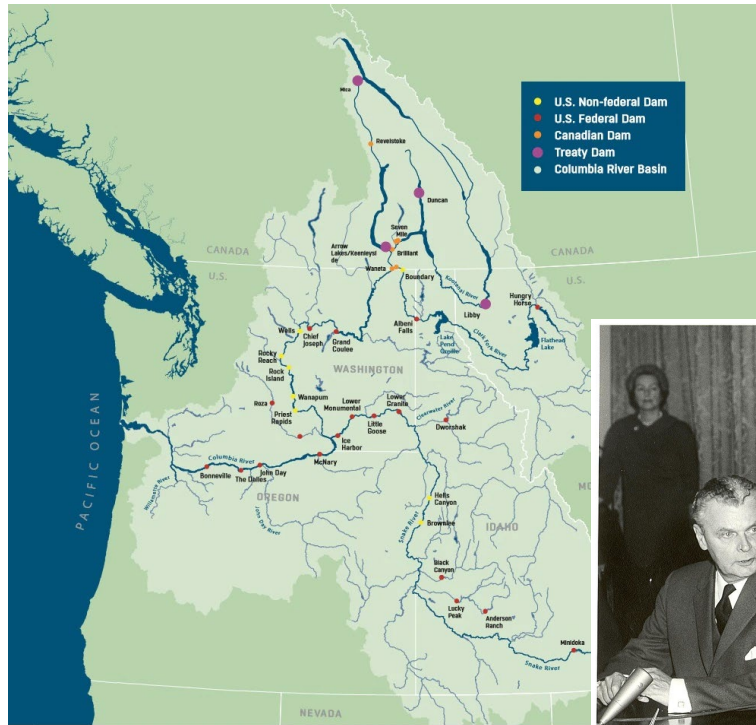 U.S. Non-federal Dam
U.S. Federal Dam
Canadian Dam
Treaty Dam
Columbia River Basin
Mica
Revelstoke
Duncan
Seven
Mile
Arrow
Lakes/Keenleysi
de
Brilliant
CANADA
CANADA
Waneta
U.S.
U.S.
Boundary
Kootenai River
Libby
Hungry
Horse
Wells
Chief
Joseph
Grand
Coulee
Albeni
Falls
Lake
Pend
Oreille
Clark Fork River
Flathead
Lake
Rocky
Reach
Rock
Island
WASHINGTON
Wanapum
Roza
Priest
Rapids
Lower
Monumental
Lower
Granite
Little
Goose
Clearwater River
Dworshak
Ice
Harbor
PACIFIC OCEAN
Columbia River
McNary
John Day
The Dalles
Bonneville
Willamette River
OREGON
John Day River
Hells
Canyon
Snake River
Brownlee
IDAHO
MO
Black
Canyon
Lucky
Peak
Anderson
Ranch
Minidoka
Snake River
NEVADA